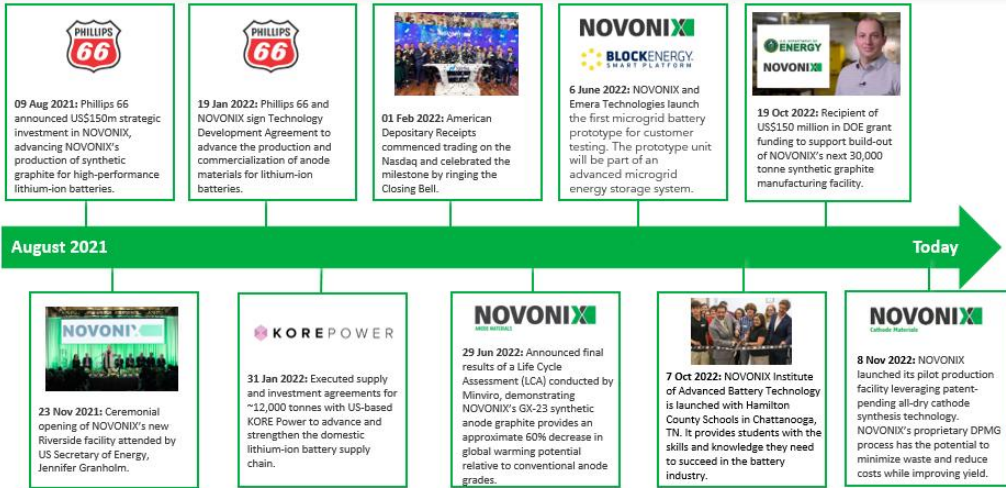 PHILLIPS
66
09 Aug 2021: Phillips 66
announced US$150m strategic
investment in NOVONIX,
advancing NOVONIX's
production of synthetic
graphite for high-performance
lithium-ion batteries.
PHILLIPS
66
19 Jan 2022: Phillips 66 and
NOVONIX sign Technology
Development Agreement to
advance the production and
commercialization of anode
materials for lithium-ion
batteries.
01 Feb 2022: American
Depositary Receipts
commenced trading on the
Nasdaq and celebrated the
milestone by ringing the
Closing Bell.
NOVONIX
BLOCKENERGY
SMART PLATFORM
6 June 2022: NOVONIX and
Emera Technologies launch
the first microgrid battery
prototype for customer
testing. The prototype unit
will be part of an
advanced microgrid
energy storage system.
U.S. DEPARTMENT OF
ENERGY
NOVONIX
19 Oct 2022: Recipient of
US$150 million in DOE grant
funding to support build-out
of NOVONIX's next 30,000
tonne synthetic graphite
manufacturing facility.
August 2021
Today
NOVONIX
23 Nov 2021: Ceremonial
opening of NOVONIX's new
Riverside facility attended by
US Secretary of Energy,
Jennifer Granholm.
KOREPOWER
31 Jan 2022: Executed supply
and investment agreements for
~12,000 tonnes with US-based
KORE Power to advance and
strengthen the domestic
lithium-ion battery supply
chain.
NOVONIX
ANODE MATERIALS
29 Jun 2022: Announced final
results of a Life Cycle
Assessment (LCA) conducted by
Minviro, demonstrating
NOVONIX's GX-23 synthetic
anode graphite provides an
approximate 60% decrease in
global warming potential
relative to conventional anode
grades.
7 Oct 2022: NOVONIX Institute
of Advanced Battery Technology
is launched with Hamilton
County Schools in Chattanooga,
TN. It provides students with the
skills and knowledge they need
to succeed in the battery
industry.
NOVONIX
Cathode Materials
8 Nov 2022: NOVONIX
launched its pilot production
facility leveraging patent-
pending all-dry cathode
synthesis technology.
NOVONIX's proprietary DPMG
process has the potential to
minimize waste and reduce
costs while improving yield.